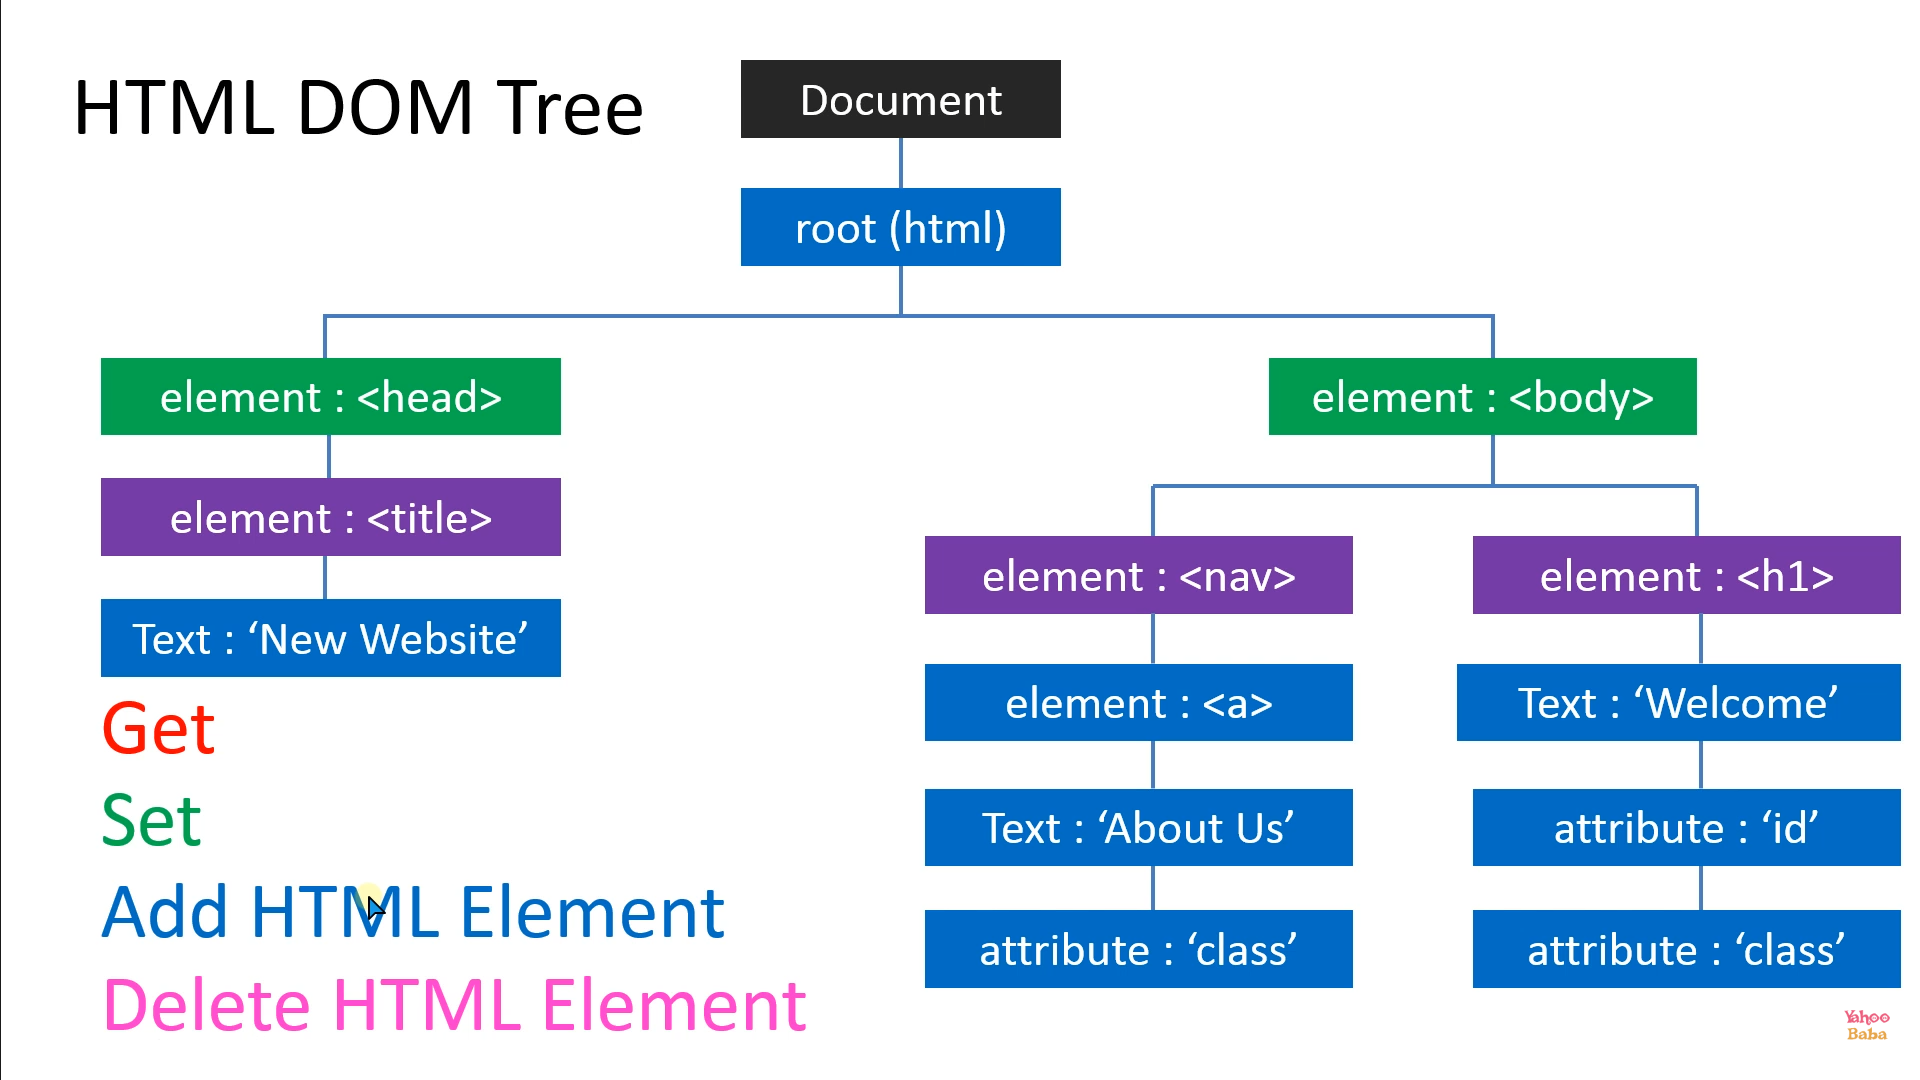 HTML DOM Tree
Document
root (html)
element : <head>
element : <body>
element : <title>
element : <nav>
element : <h1>
Text : ‘New Website’
element : <a>
Text : ‘Welcome’
Text : ‘About Us’
attribute : ‘id’
attribute : ‘class’
attribute : ‘class’
Get
Set
Add HTML Element
Delete HTML Element
Yahoo
Baba